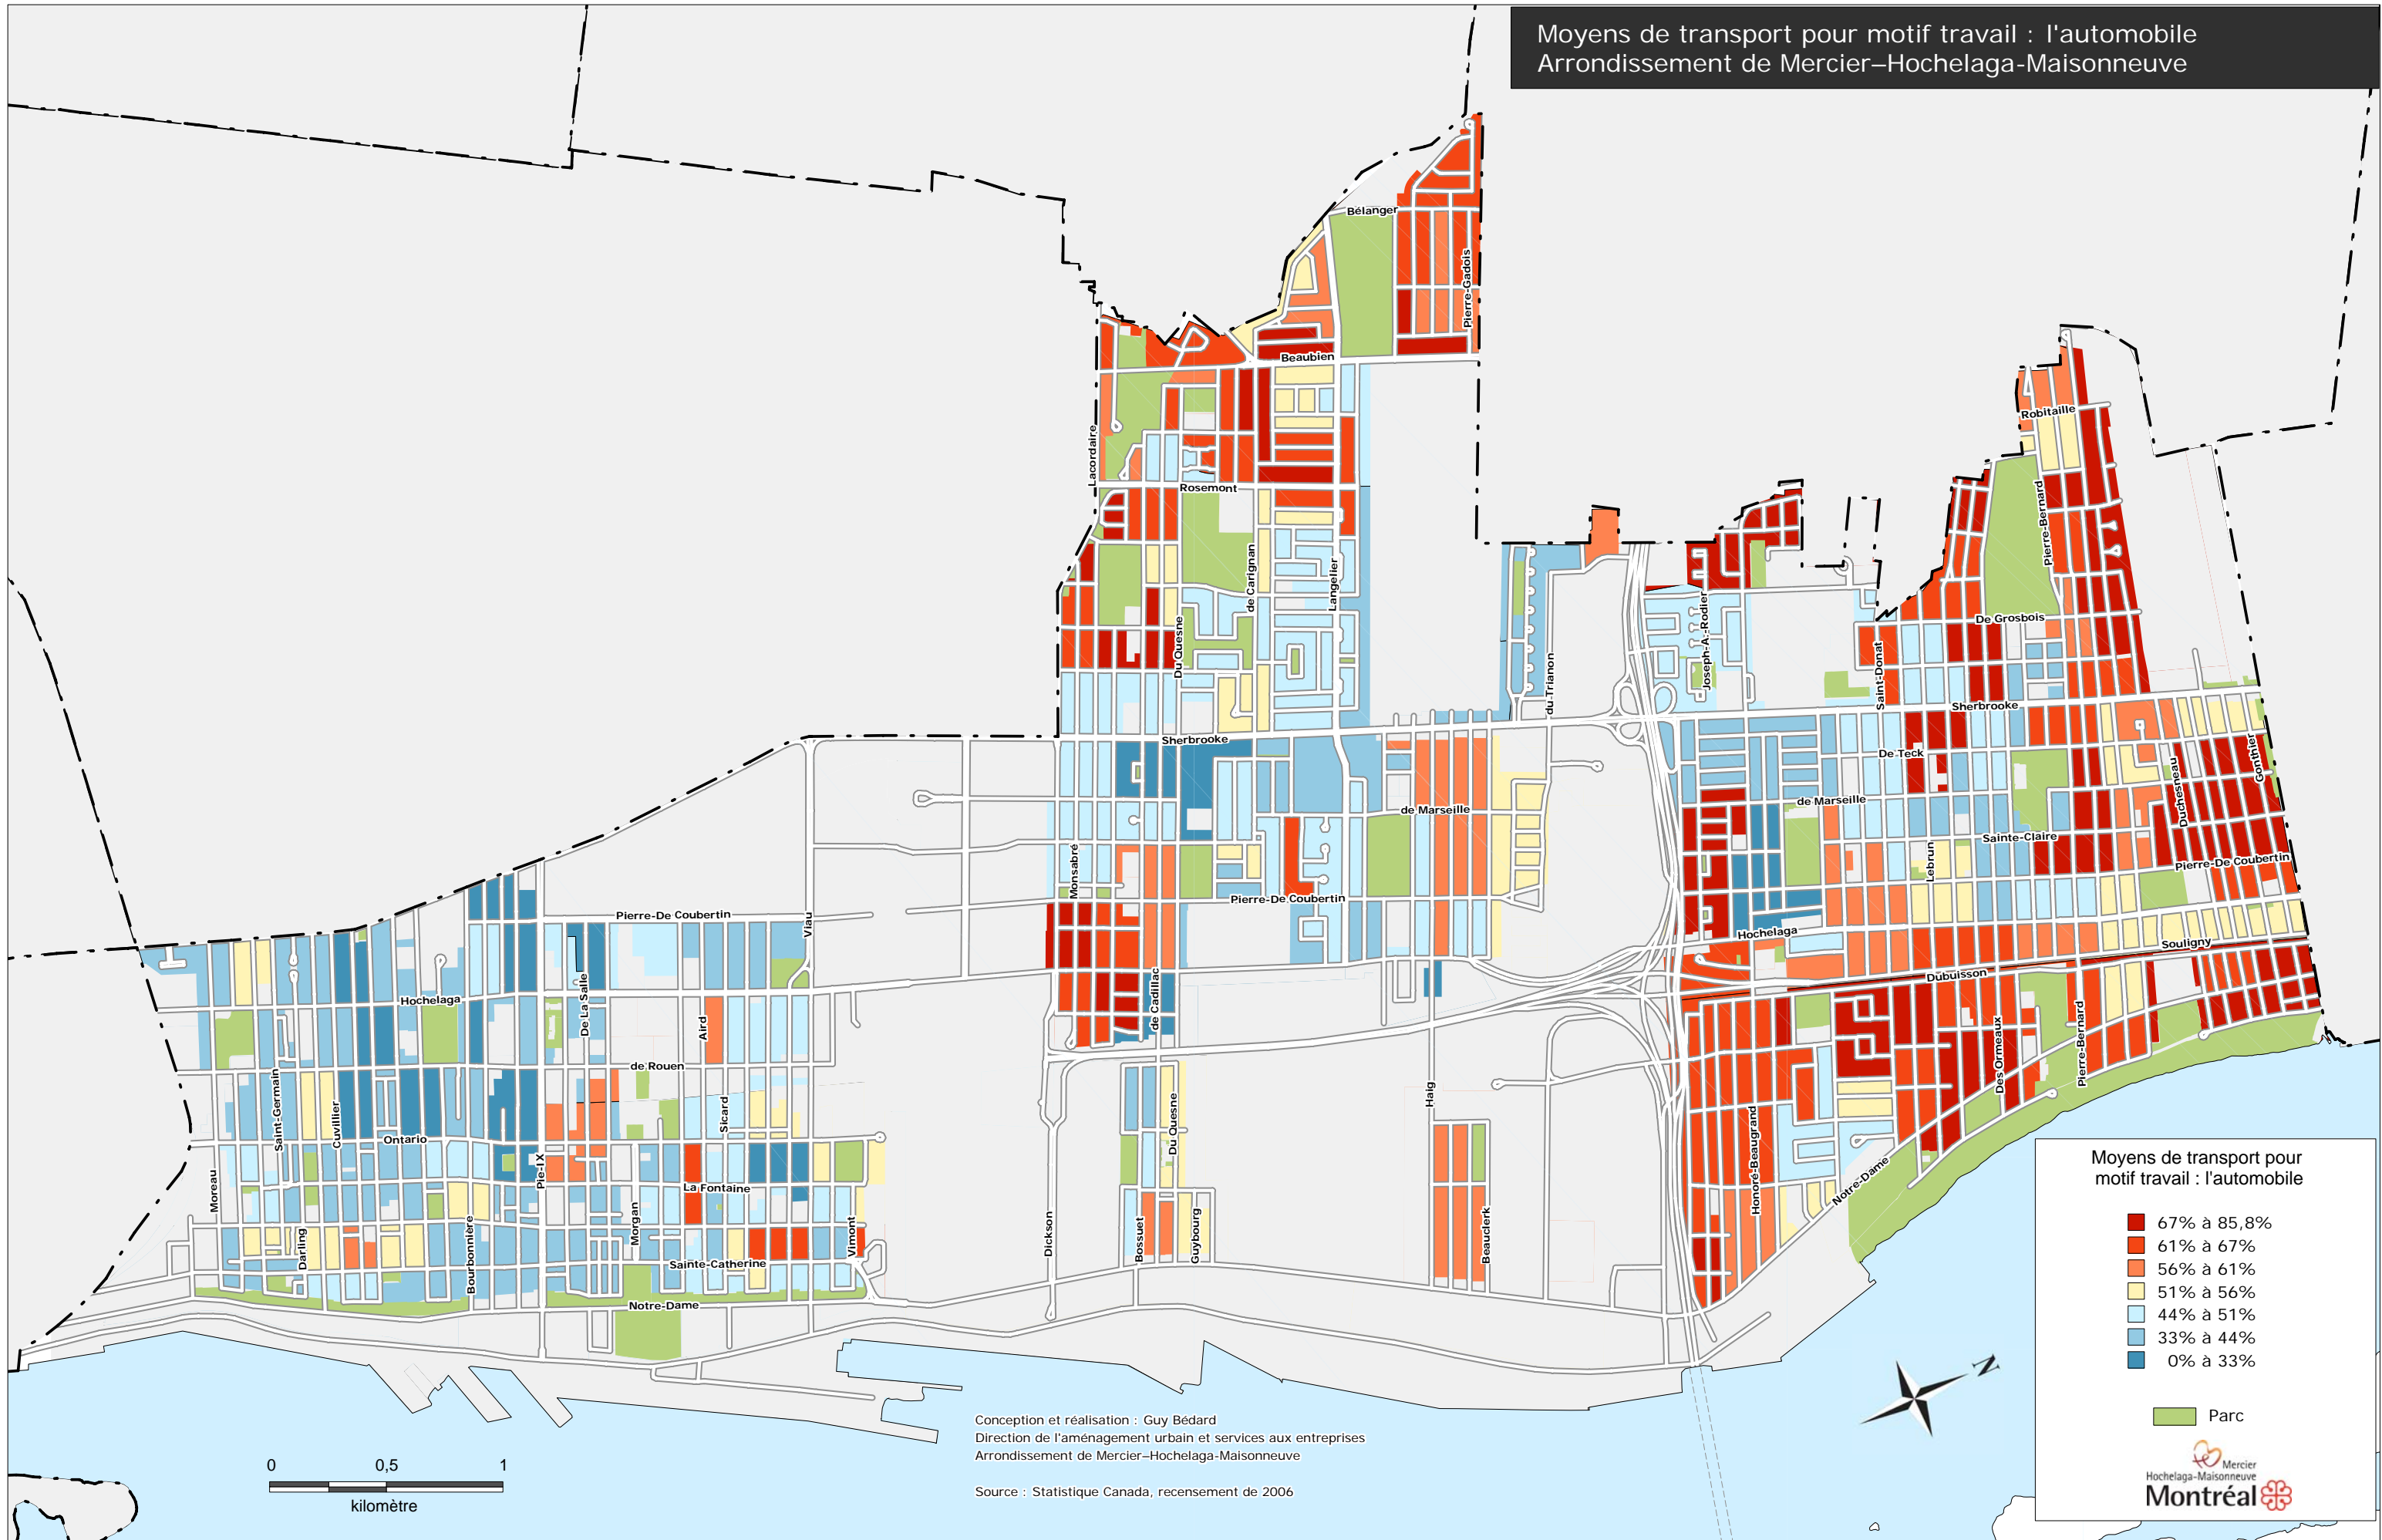 Moyens de transport pour motif travail : l'automobile
Arrondissement de Mercier–Hochelaga-Maisonneuve
Bélanger
Pierre-Gadois
Beaubien
Robitaille
Lacordaire
Rosemont
Pierre-Bernard
de Carignan
Langelier
Du Quesne
du Trianon
Joseph-A.-Rodier
Saint-Donat
De Grosbois
Sherbrooke
Sherbrooke
De Teck
Gonthier
Duchesneau
de Marseille
de Marseille
Sainte-Claire
Lebrun
Monsabré
Pierre-De Coubertin
Pierre-De Coubertin
Pierre-De Coubertin
Viau
Hochelaga
Souligny
Dubuisson
Hochelaga
De La Salle
Aird
de Cadillac
de Rouen
Saint-Germain
Cuvillier
Ontario
Sicard
Du Quesne
Haig
Honoré-Beaugrand
Des Ormeaux
Pierre-Bernard
Moreau
Pie-IX
La Fontaine
Notre-Dame
Darling
Bourbonnière
Morgan
Vimont
Dickson
Bossuet
Guybourg
Beauclerk
Sainte-Catherine
Notre-Dame
Moyens de transport pour
motif travail : l'automobile
67% à 85,8%
61% à 67%
56% à 61%
51% à 56%
44% à 51%
33% à 44%
0% à 33%
Parc
Mercier
Hochelaga-Maisonneuve
Montréal
N
0 0,5 1
kilomètre
Conception et réalisation : Guy Bédard
Direction de l'aménagement urbain et services aux entreprises
Arrondissement de Mercier–Hochelaga-Maisonneuve
Source : Statistique Canada, recensement de 2006